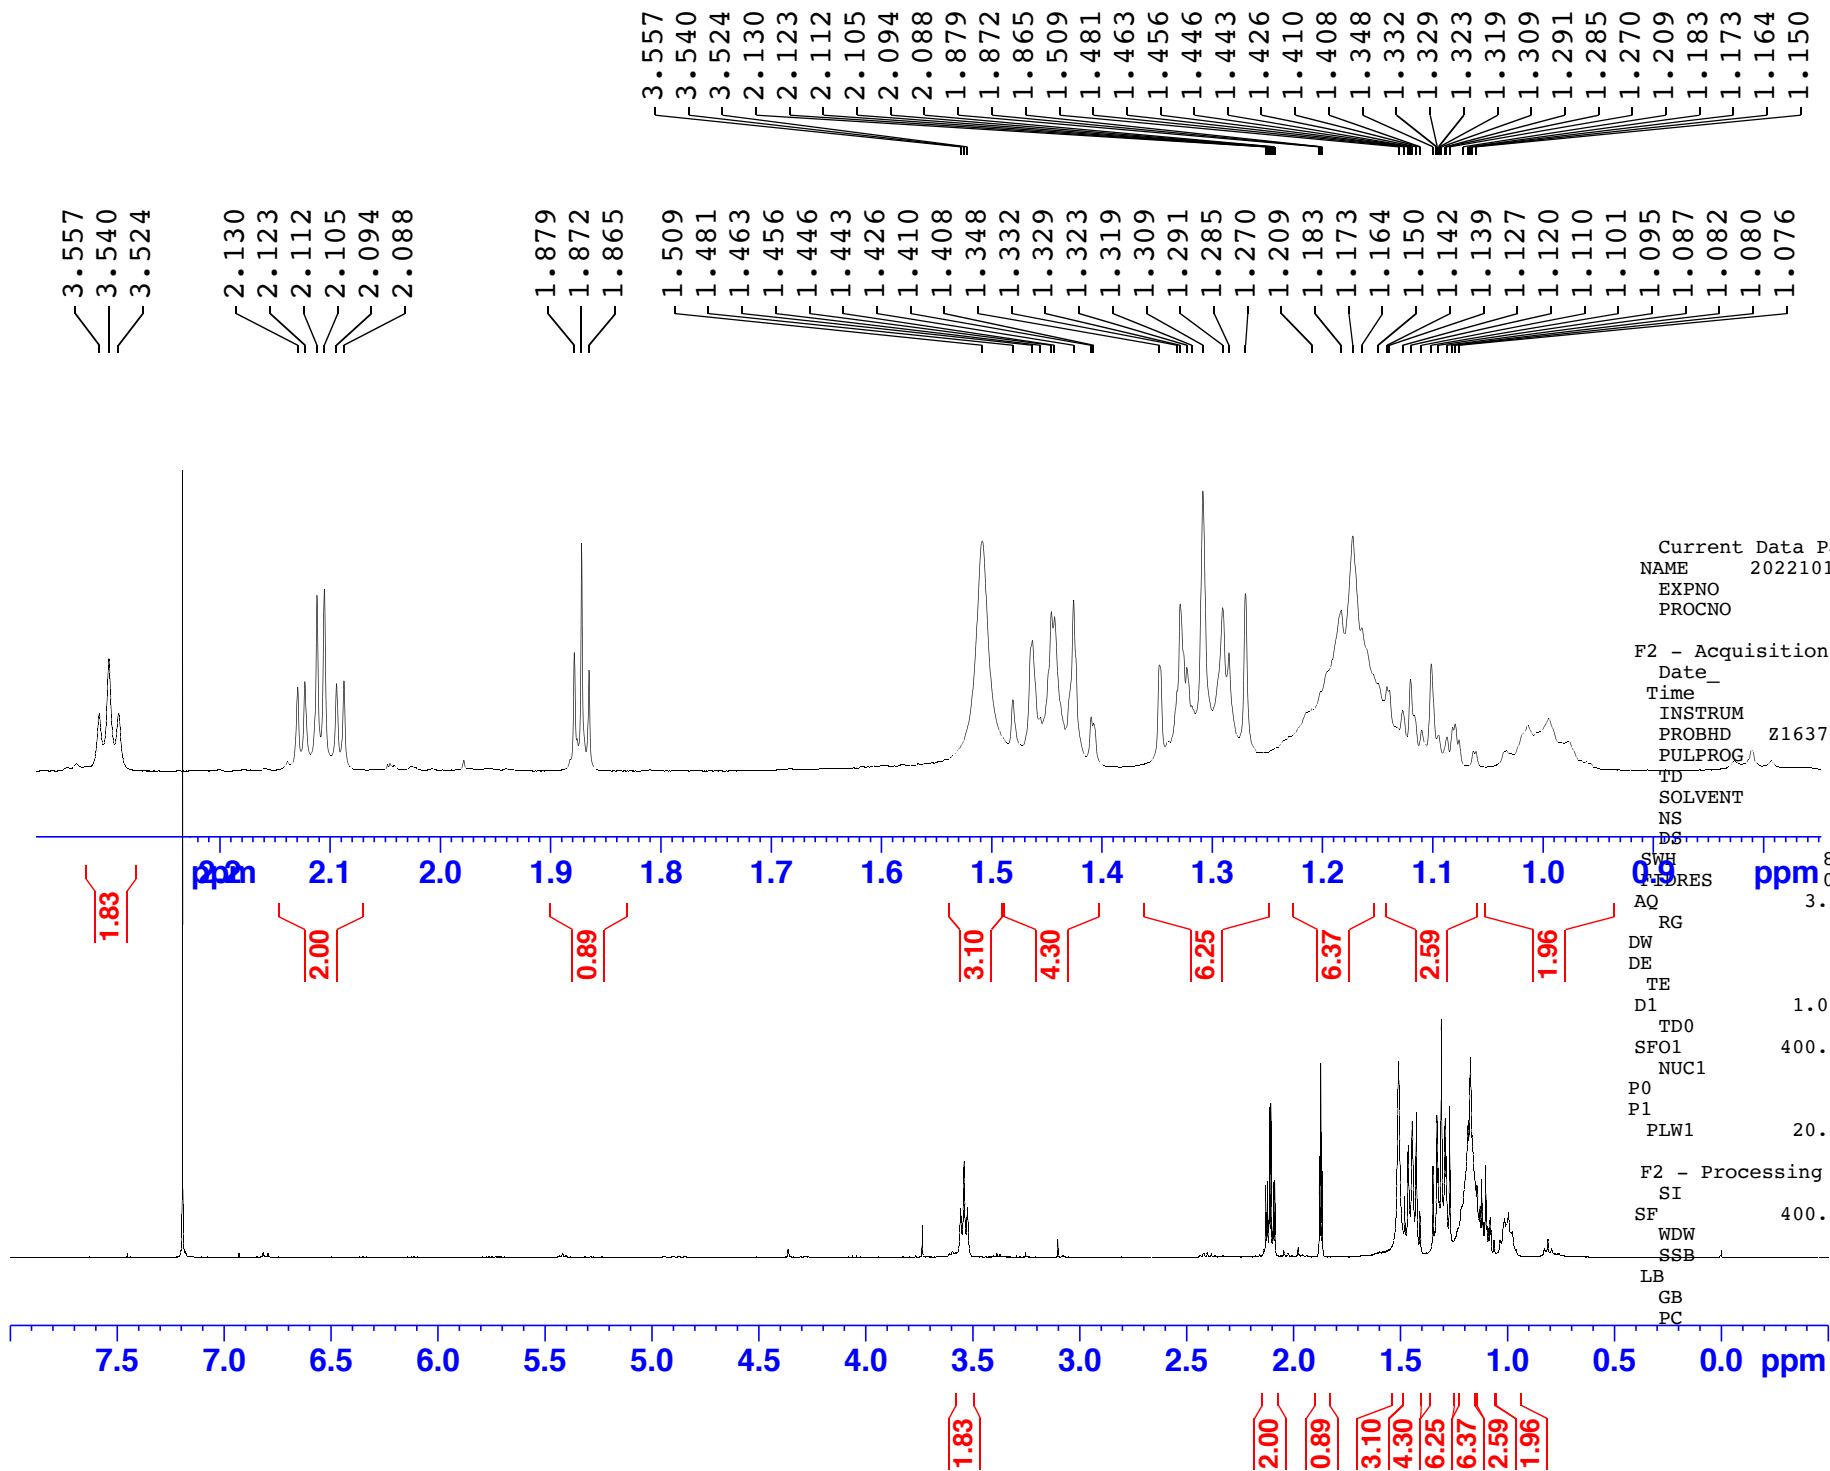 3.557 3.540 3.524 2.130 2.123 2.112 2.105 2.094 2.088 1.879 1.872 1.865 1.509 1.481 1.463 1.456 1.446 1.443 1.426 1.410 1.408 1.348 1.332 1.329 1.323 1.319 1.309 1.291 1.285 1.270 1.209 1.183 1.173 1.164 1.150
3.557 3.540 3.524 2.130 2.123 2.112 2.105 2.094 2.088 1.879 1.872 1.865 1.509 1.481 1.463 1.456 1.446 1.443 1.426 1.410 1.408 1.348 1.332 1.329 1.323 1.319 1.309 1.291 1.285 1.270 1.209 1.183 1.173 1.164 1.150 1.142 1.139 1.127 1.120 1.110 1.101 1.095 1.087 1.082 1.080 1.076
Current Data P
NAME 2022101
EXPNO
PROCNO
F2 - Acquisition
Date_
Time
INSTRUM
PROBHD Z1637
PULPROG
TD
SOLVENT
NS
DS
SWH 8
FIDRES 0
AQ 3.
RG
DW
DE
TE
D1 1.0
TD0
SFO1 400.
NUC1
P0
P1
PLW1 20.
F2 - Processing
SI
SF 400.
WDW
SSB
LB
GB
PC
ppm 2.2 2.1 2.0 1.9 1.8 1.7 1.6 1.5 1.4 1.3 1.2 1.1 1.0 0.9 ppm
1.83 2.00 0.89 3.10 4.30 6.25 6.37 2.59 1.96
7.5 7.0 6.5 6.0 5.5 5.0 4.5 4.0 3.5 3.0 2.5 2.0 1.5 1.0 0.5 0.0 ppm
1.83 2.00 0.89 3.10 4.30 6.25 6.37 2.59 1.96